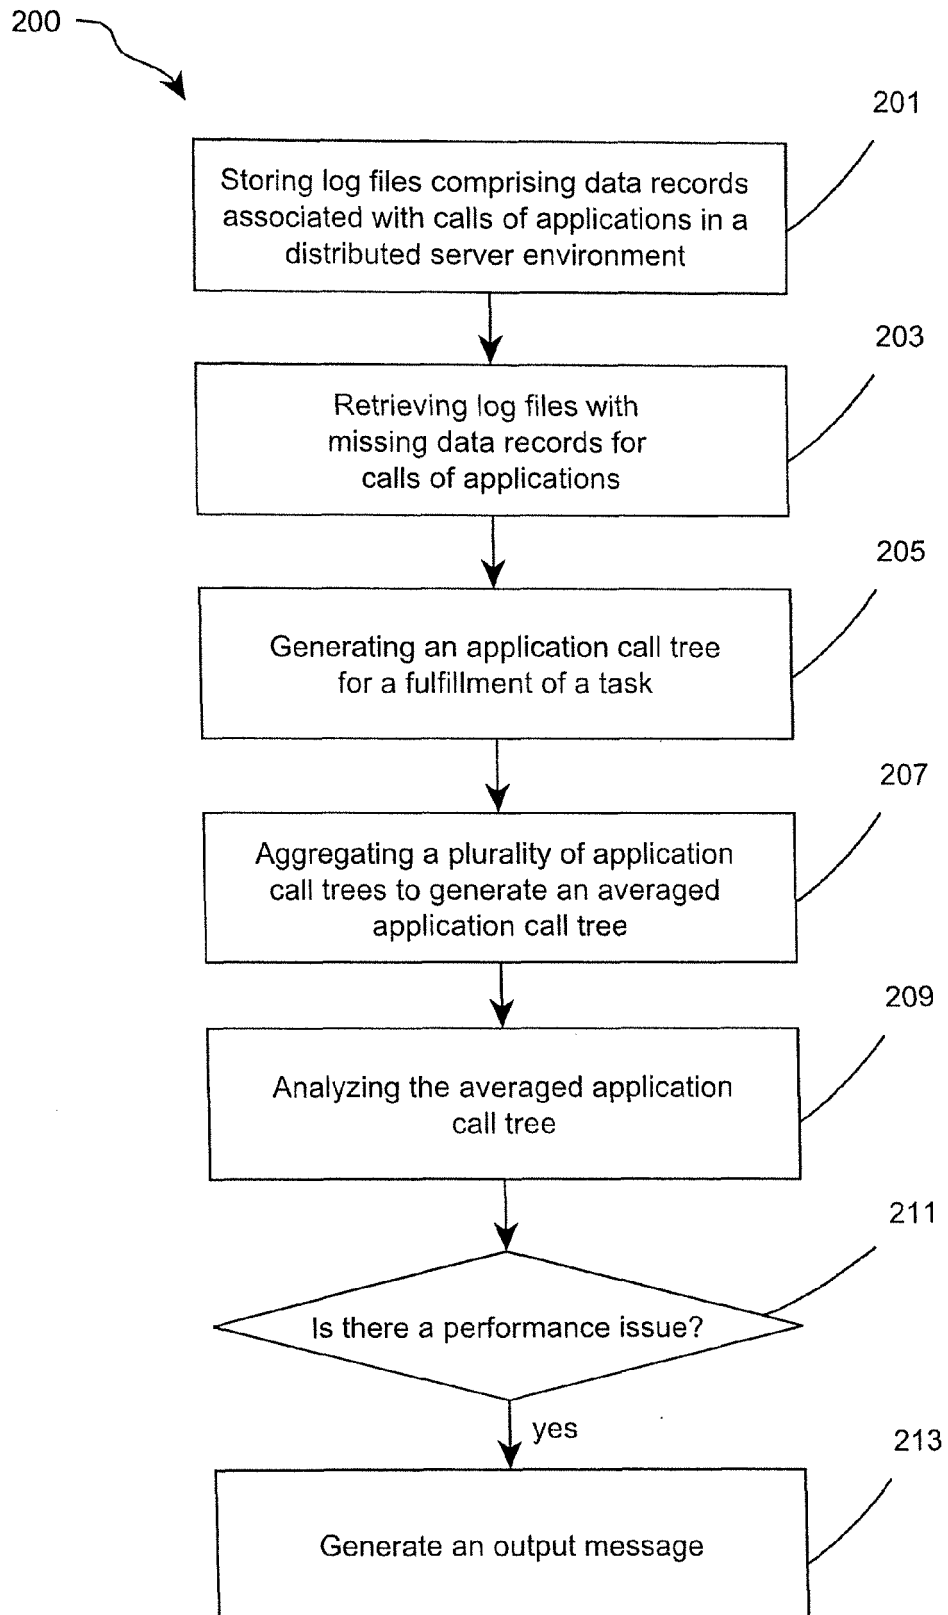 200
201
Storing log files comprising data records
associated with calls of applications in a
distributed server environment
203
Retrieving log files with
missing data records for
calls of applications
205
Generating an application call tree
for a fulfillment of a task
207
Aggregating a plurality of application
call trees to generate an averaged
application call tree
209
Analyzing the averaged application
call tree
211
Is there a performance issue?
yes
213
Generate an output message